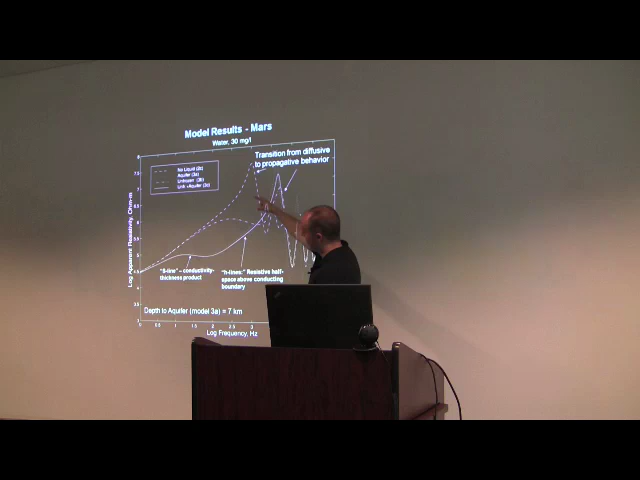 Model Results - Mars
Water, 30 mg/l
Transition from diffusive
to propagative behavior
No Liquid (2b)
Aquifer (3a)
"S-line" – conductivity-
thickness product
"h-lines:" Resistive half-
space above conducting
boundary
Depth to Aquifer (model 3a) = 7 km
Log Apparent Resistivity, Ohm-m
Log Frequency, Hz